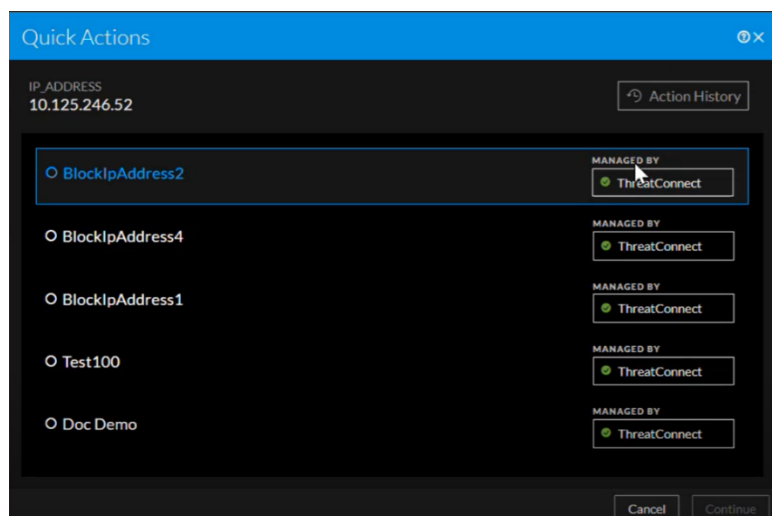 Quick Actions
IP_ADDRESS
10.125.246.52
Action History
BlockIpAddress2
MANAGED BY
ThreatConnect
BlockIpAddress4
MANAGED BY
ThreatConnect
BlockIpAddress1
MANAGED BY
ThreatConnect
Test100
MANAGED BY
ThreatConnect
Doc Demo
MANAGED BY
ThreatConnect
Cancel
Continue